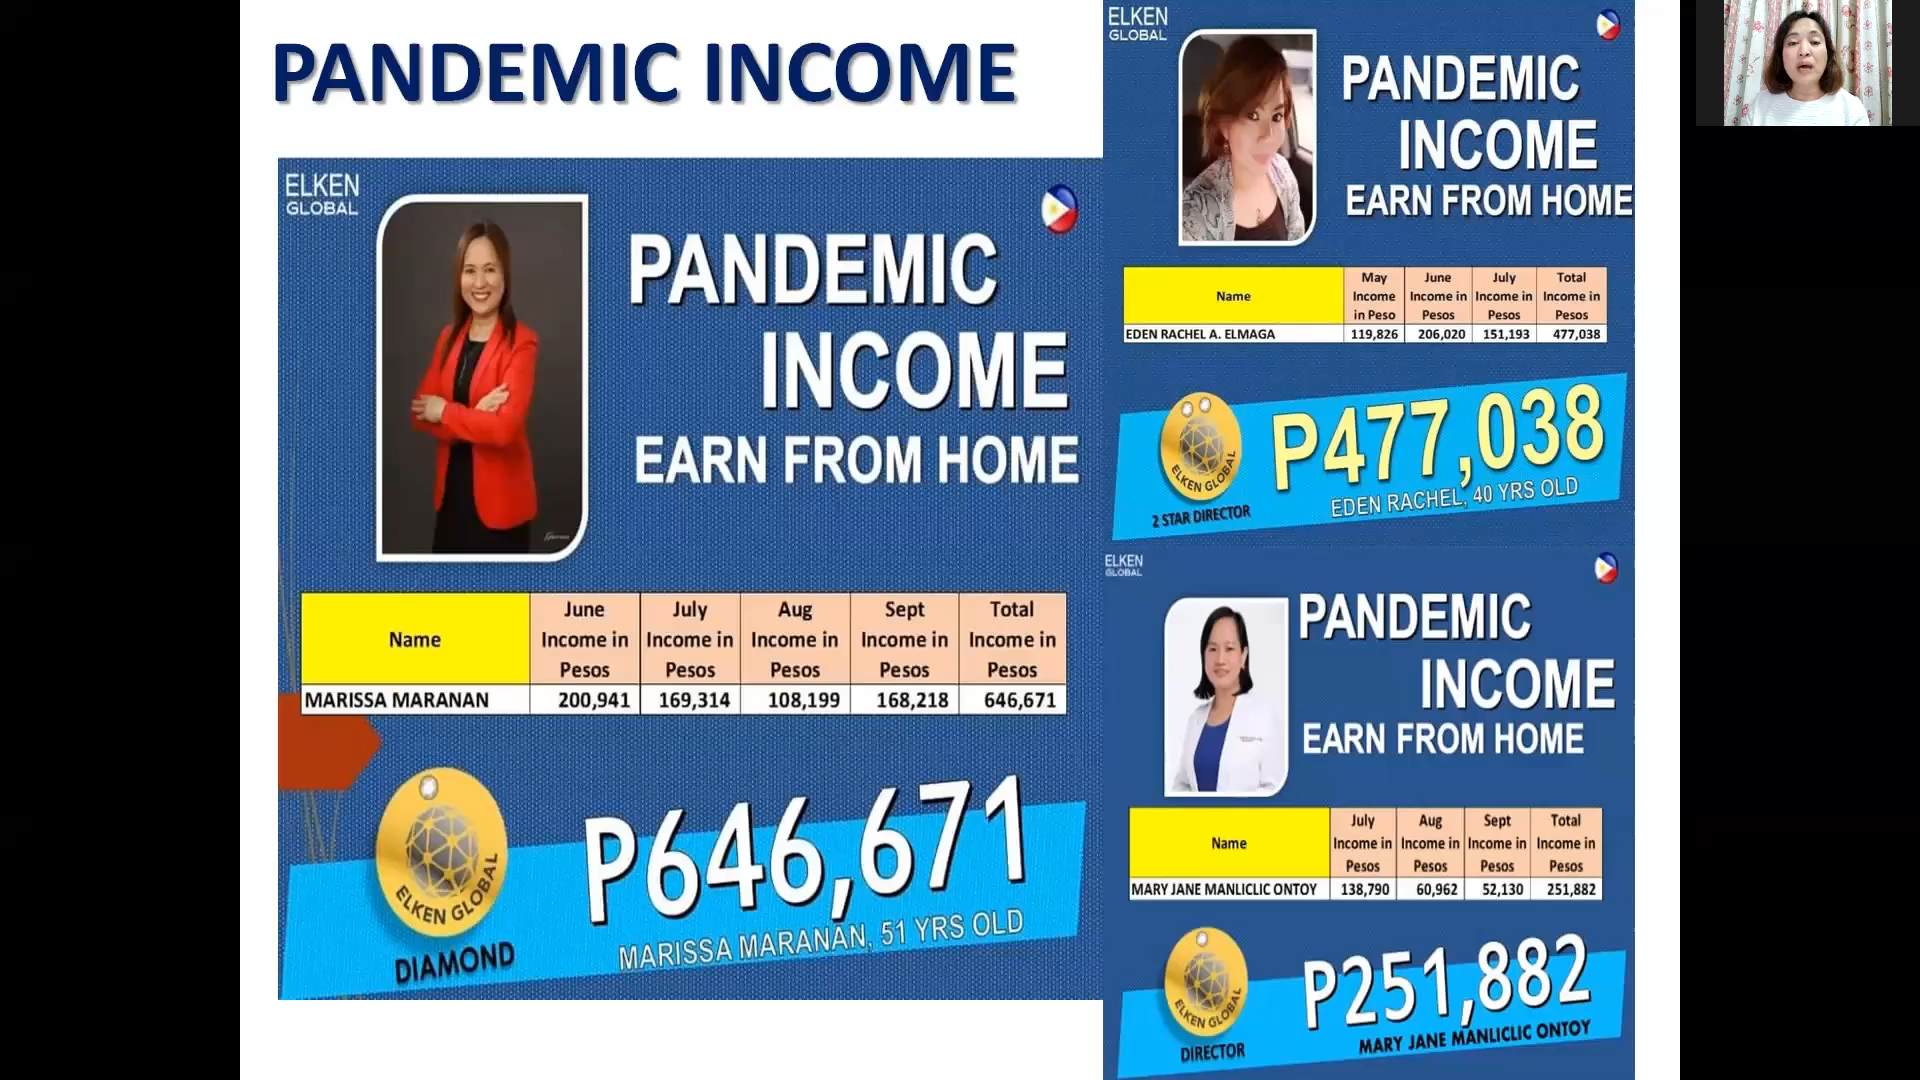 PANDEMIC INCOME
ELKEN
GLOBAL
PANDEMIC
INCOME
EARN FROM HOME
Name
June Income in Pesos
July Income in Pesos
Aug Income in Pesos
Sept Income in Pesos
Total Income in Pesos
MARISSA MARANAN 200,941 169,314 108,199 168,218 646,671
ELKEN GLOBAL
DIAMOND
P646,671
MARISSA MARANAN, 51 YRS OLD
ELKEN
GLOBAL
PANDEMIC
INCOME
EARN FROM HOME
Name
May Income in Peso
June Income in Pesos
July Income in Pesos
Total Income in Pesos
EDEN RACHEL A. ELMAGA 119,826 206,020 151,193 477,038
ELKEN GLOBAL
2 STAR DIRECTOR
P477,038
EDEN RACHEL, 40 YRS OLD
ELKEN
GLOBAL
PANDEMIC
INCOME
EARN FROM HOME
Name
July Income in Pesos
Aug Income in Pesos
Sept Income in Pesos
Total Income in Pesos
MARY JANE MANLICLIC ONTOY 138,790 60,962 52,130 251,882
ELKEN GLOBAL
DIRECTOR
P251,882
MARY JANE MANLICLIC ONTOY